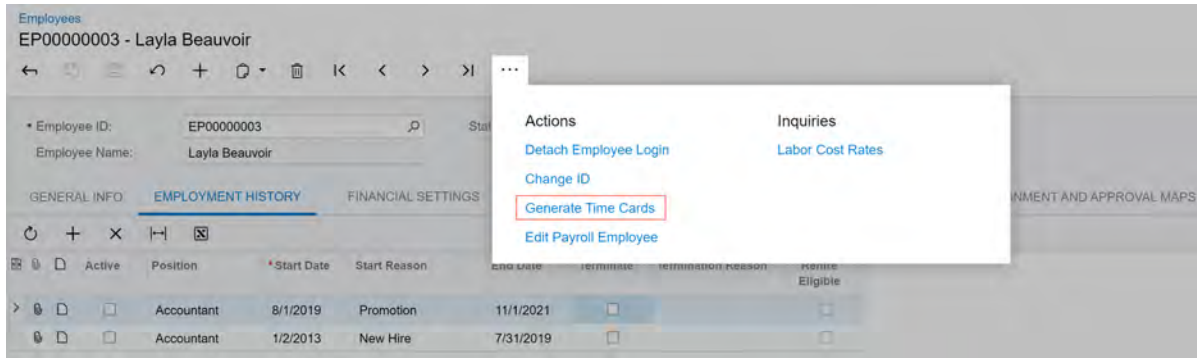 Employees
EP00000003 - Layla Beauvoir
...
* Employee ID: EP00000003 Stat
Employee Name: Layla Beauvoir
Actions Inquiries
Detach Employee Login Labor Cost Rates
Change ID
Generate Time Cards
Edit Payroll Employee
GENERAL INFO EMPLOYMENT HISTORY FINANCIAL SETTINGS NMENT AND APPROVAL MAPS
Active Position * Start Date Start Reason End Date Terminate Termination Reason Rehire
Eligible
Accountant 8/1/2019 Promotion 11/1/2021
Accountant 1/2/2013 New Hire 7/31/2019